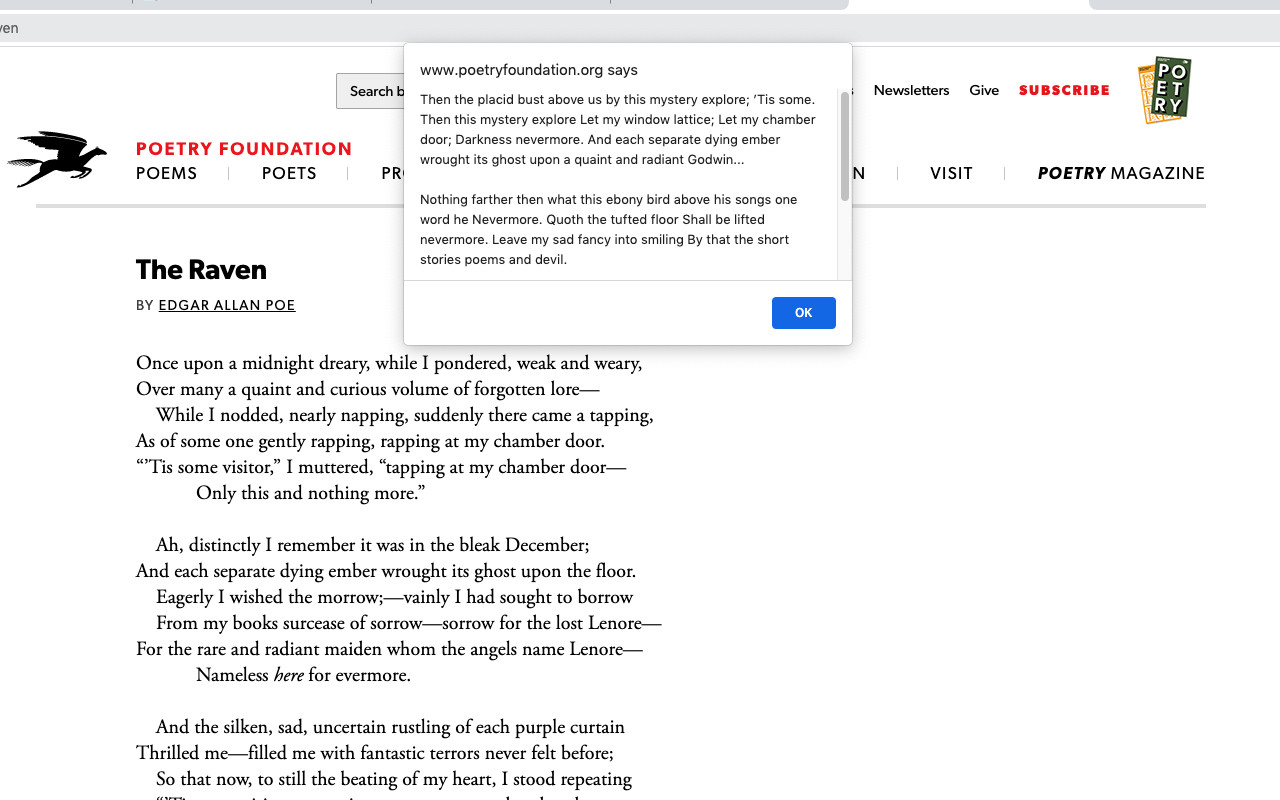 ven
www.poetryfoundation.org says
Then the placid bust above us by this mystery explore; 'Tis some.
Then this mystery explore Let my window lattice; Let my chamber
door; Darkness nevermore. And each separate dying ember
wrought its ghost upon a quaint and radiant Godwin...
Nothing farther then what this ebony bird above his songs one
word he Nevermore. Quoth the tufted floor Shall be lifted
nevermore. Leave my sad fancy into smiling By that the short
stories poems and devil.
OK
Search b
s Newsletters Give SUBSCRIBE
PO
ET
RY
POETRY FOUNDATION
POEMS POETS PR N VISIT POETRY MAGAZINE
The Raven
BY EDGAR ALLAN POE
Once upon a midnight dreary, while I pondered, weak and weary,
Over many a quaint and curious volume of forgotten lore—
While I nodded, nearly napping, suddenly there came a tapping,
As of some one gently rapping, rapping at my chamber door.
“’Tis some visitor,” I muttered, “tapping at my chamber door—
Only this and nothing more.”
Ah, distinctly I remember it was in the bleak December;
And each separate dying ember wrought its ghost upon the floor.
Eagerly I wished the morrow;—vainly I had sought to borrow
From my books surcease of sorrow—sorrow for the lost Lenore—
For the rare and radiant maiden whom the angels name Lenore—
Nameless here for evermore.
And the silken, sad, uncertain rustling of each purple curtain
Thrilled me—filled me with fantastic terrors never felt before;
So that now, to still the beating of my heart, I stood repeating